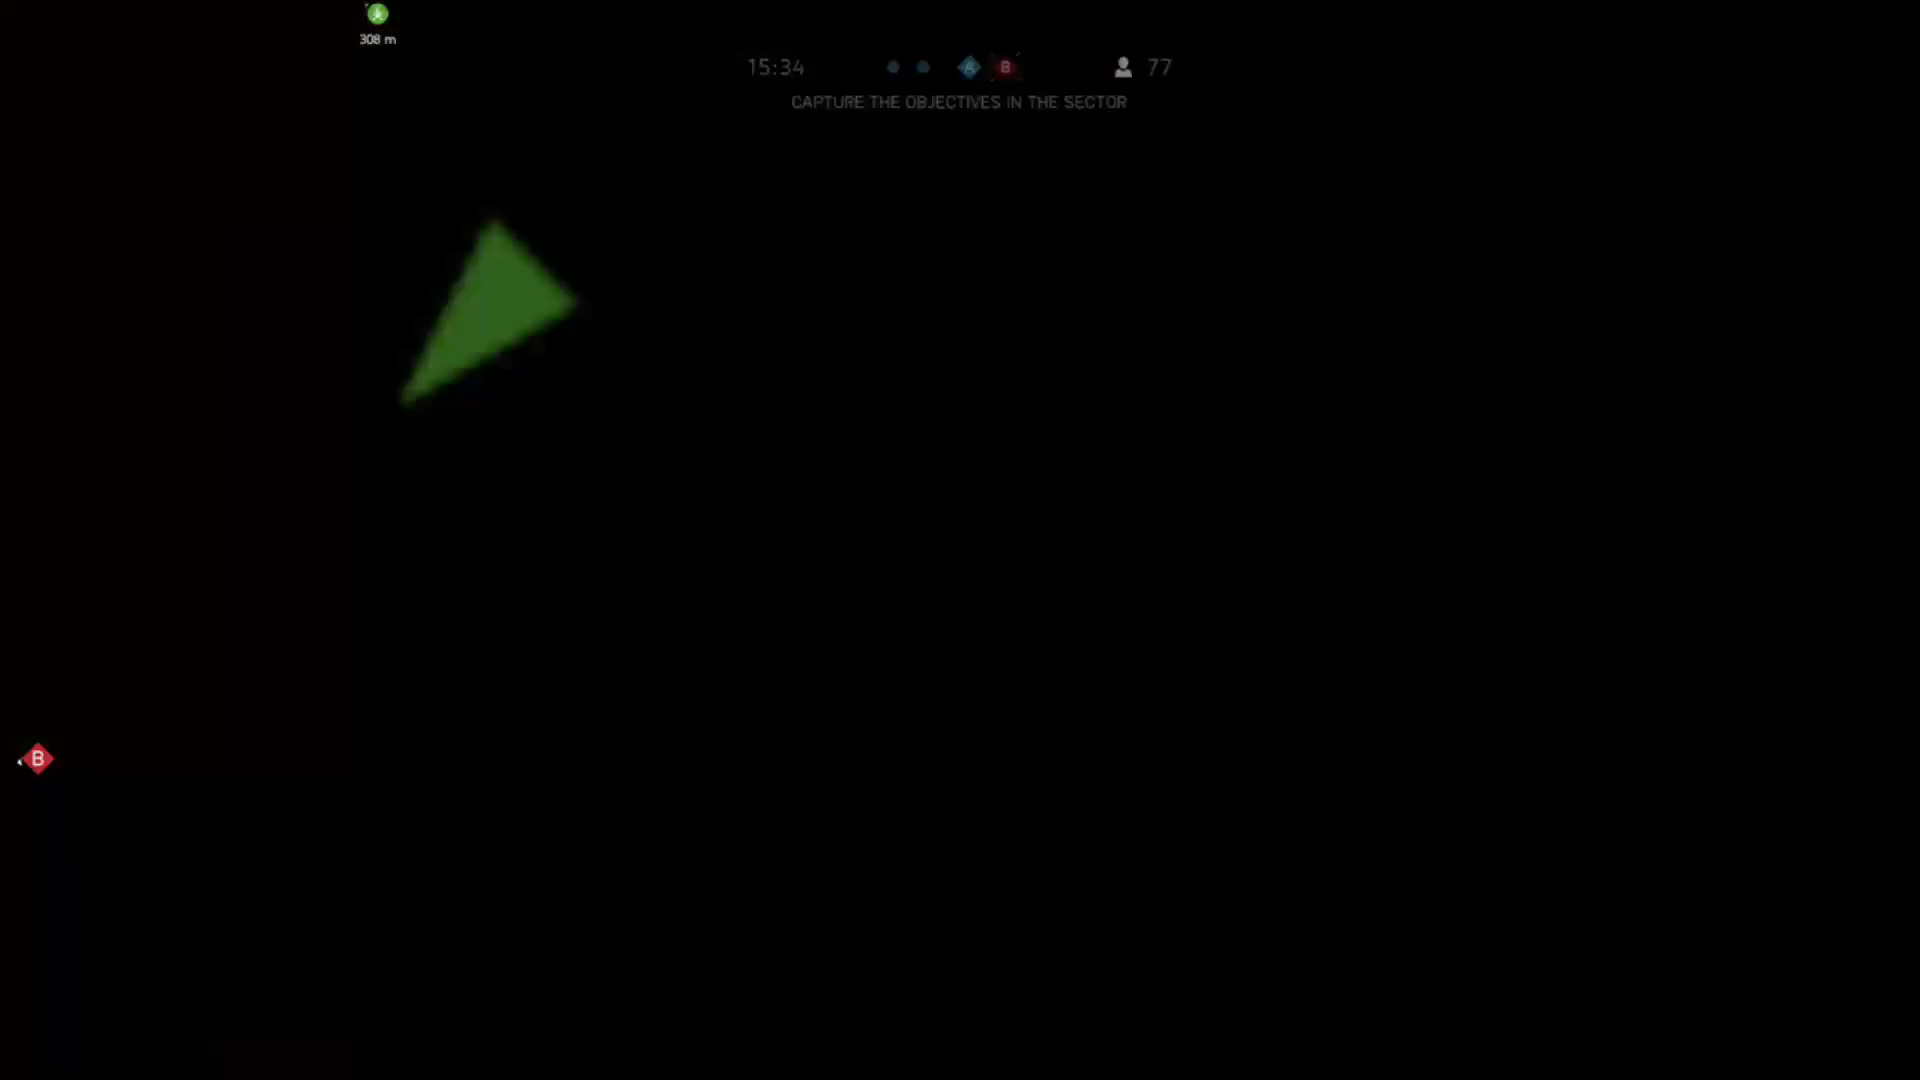 308 m
15:34 A B 77
CAPTURE THE OBJECTIVES IN THE SECTOR
B